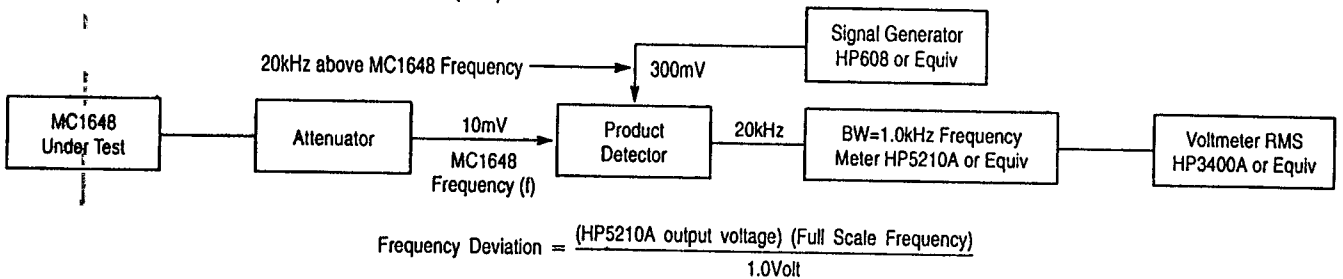 Signal Generator
HP608 or Equiv
20kHz above MC1648 Frequency
300mV
MC1648
Under Test
Attenuator
10mV
MC1648
Frequency (f)
Product
Detector
20kHz
BW=1.0kHz Frequency
Meter HP5210A or Equiv
Voltmeter RMS
HP3400A or Equiv
Frequency Deviation = (HP5210A output voltage) (Full Scale Frequency)
1.0Volt